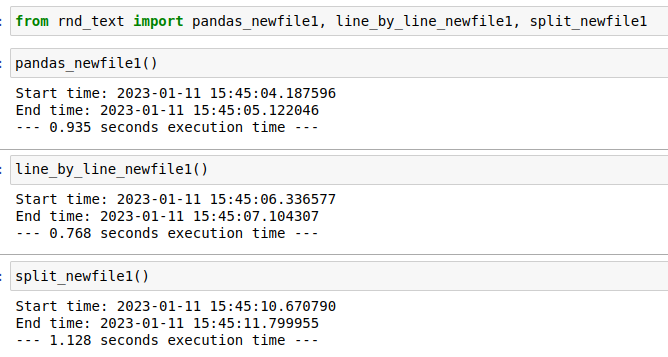 from rnd_text import pandas_newfile1, line_by_line_newfile1, split_newfile1
pandas_newfile1()
Start time: 2023-01-11 15:45:04.187596
End time: 2023-01-11 15:45:05.122046
--- 0.935 seconds execution time ---
line_by_line_newfile1()
Start time: 2023-01-11 15:45:06.336577
End time: 2023-01-11 15:45:07.104307
--- 0.768 seconds execution time ---
split_newfile1()
Start time: 2023-01-11 15:45:10.670790
End time: 2023-01-11 15:45:11.799955
--- 1.128 seconds execution time ---